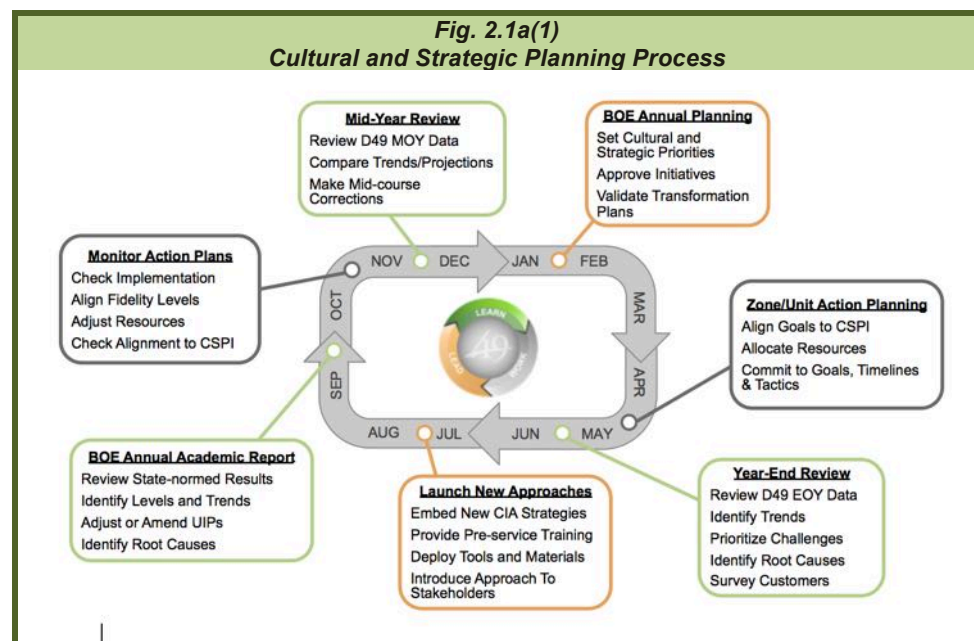 Fig. 2.1a(1)
Cultural and Strategic Planning Process
Mid-Year Review
Review D49 MOY Data
Compare Trends/Projections
Make Mid-course
Corrections
BOE Annual Planning
Set Cultural and
Strategic Priorities
Approve Initiatives
Validate Transformation
Plans
Monitor Action Plans
Check Implementation
Align Fidelity Levels
Adjust Resources
Check Alignment to CSPI
NOV
DEC
JAN
FEB
MAR
APR
MAY
JUN
JUL
AUG
SEP
OCT
LEARN
WORK
LEAD
49
Zone/Unit Action Planning
Align Goals to CSPI
Allocate Resources
Commit to Goals, Timelines
& Tactics
BOE Annual Academic Report
Review State-normed Results
Identify Levels and Trends
Adjust or Amend UIPs
Identify Root Causes
Launch New Approaches
Embed New CIA Strategies
Provide Pre-service Training
Deploy Tools and Materials
Introduce Approach To
Stakeholders
Year-End Review
Review D49 EOY Data
Identify Trends
Prioritize Challenges
Identify Root Causes
Survey Customers